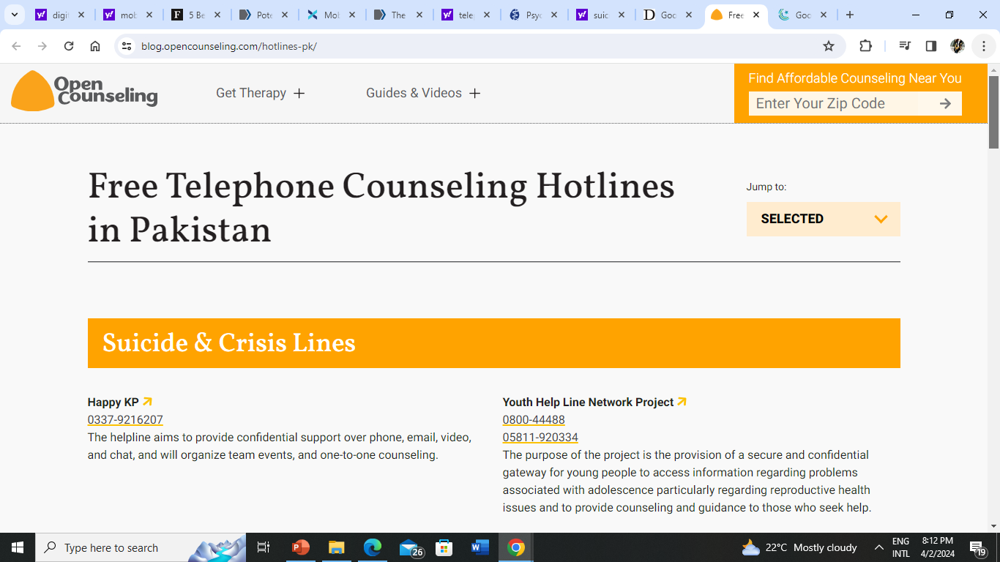 digit
mob
5 Be
Pote
Mol
The
tele
Psyc
suic
Goo
Free
Goo
blog.opencounseling.com/hotlines-pk/
Open
Counseling
Get Therapy
Guides & Videos
Find Affordable Counseling Near You
Enter Your Zip Code
Free Telephone Counseling Hotlines
in Pakistan
Jump to:
SELECTED
Suicide & Crisis Lines
Happy KP
0337-9216207
The helpline aims to provide confidential support over phone, email, video,
and chat, and will organize team events, and one-to-one counseling.
Youth Help Line Network Project
0800-44488
05811-920334
The purpose of the project is the provision of a secure and confidential
gateway for young people to access information regarding problems
associated with adolescence particularly regarding reproductive health
issues and to provide counseling and guidance to those who seek help.
Type here to search
26
22°C Mostly cloudy
ENG
INTL
8:12 PM
4/2/2024
19